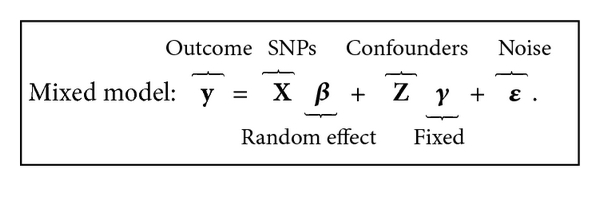 Outcome SNPs Confounders Noise
Mixed model: y = X β + Z γ + ε .
Random effect Fixed